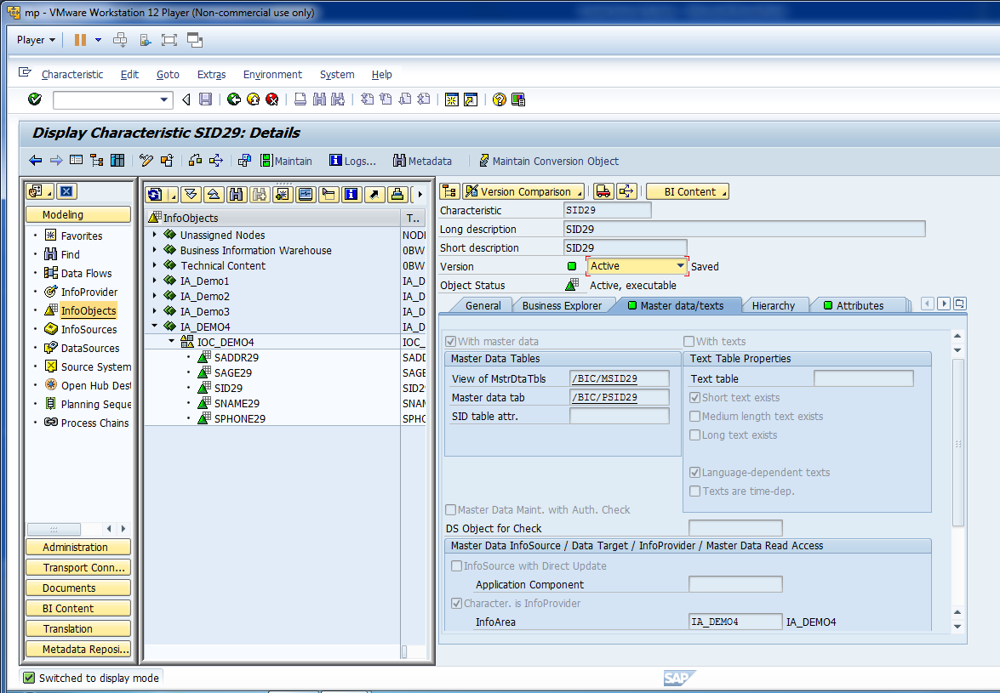 mp - VMware Workstation 12 Player (Non-commercial use only)
Player
Characteristic Edit Goto Extras Environment System Help
Display Characteristic SID29: Details
Maintain Logs... Metadata Maintain Conversion Object
Modeling
Favorites
Find
Data Flows
InfoProvider
InfoObjects
InfoSources
DataSources
Source System
Open Hub Dest
Planning Seque
Process Chains
Administration
Transport Conn...
Documents
BI Content
Translation
Metadata Reposi...
InfoObjects T..
Unassigned Nodes NODE
Business Information Warehouse 0BW
Technical Content 0BW
IA_Demo1 IA_D
IA_Demo2 IA_D
IA_Demo3 IA_D
IA_DEMO4 IA_D
IOC_DEMO4 IOC_
SADDR29 SADD
SAGE29 SAGE
SID29 SID2
SNAME29 SNAM
SPHONE29 SPHO
Version Comparison BI Content
Characteristic SID29
Long description SID29
Short description SID29
Version Active Saved
Object Status Active, executable
General Business Explorer Master data/texts Hierarchy Attributes
With master data With texts
Master Data Tables Text Table Properties
View of MstrDtaTbls /BIC/MSID29 Text table
Master data tab /BIC/PSID29 Short text exists
SID table attr. Medium length text exists
Long text exists
Language-dependent texts
Texts are time-dep.
Master Data Maint. with Auth. Check
DS Object for Check
Master Data InfoSource / Data Target / InfoProvider / Master Data Read Access
InfoSource with Direct Update
Application Component
Character. is InfoProvider
InfoArea IA_DEMO4 IA_DEMO4
Switched to display mode
SAP